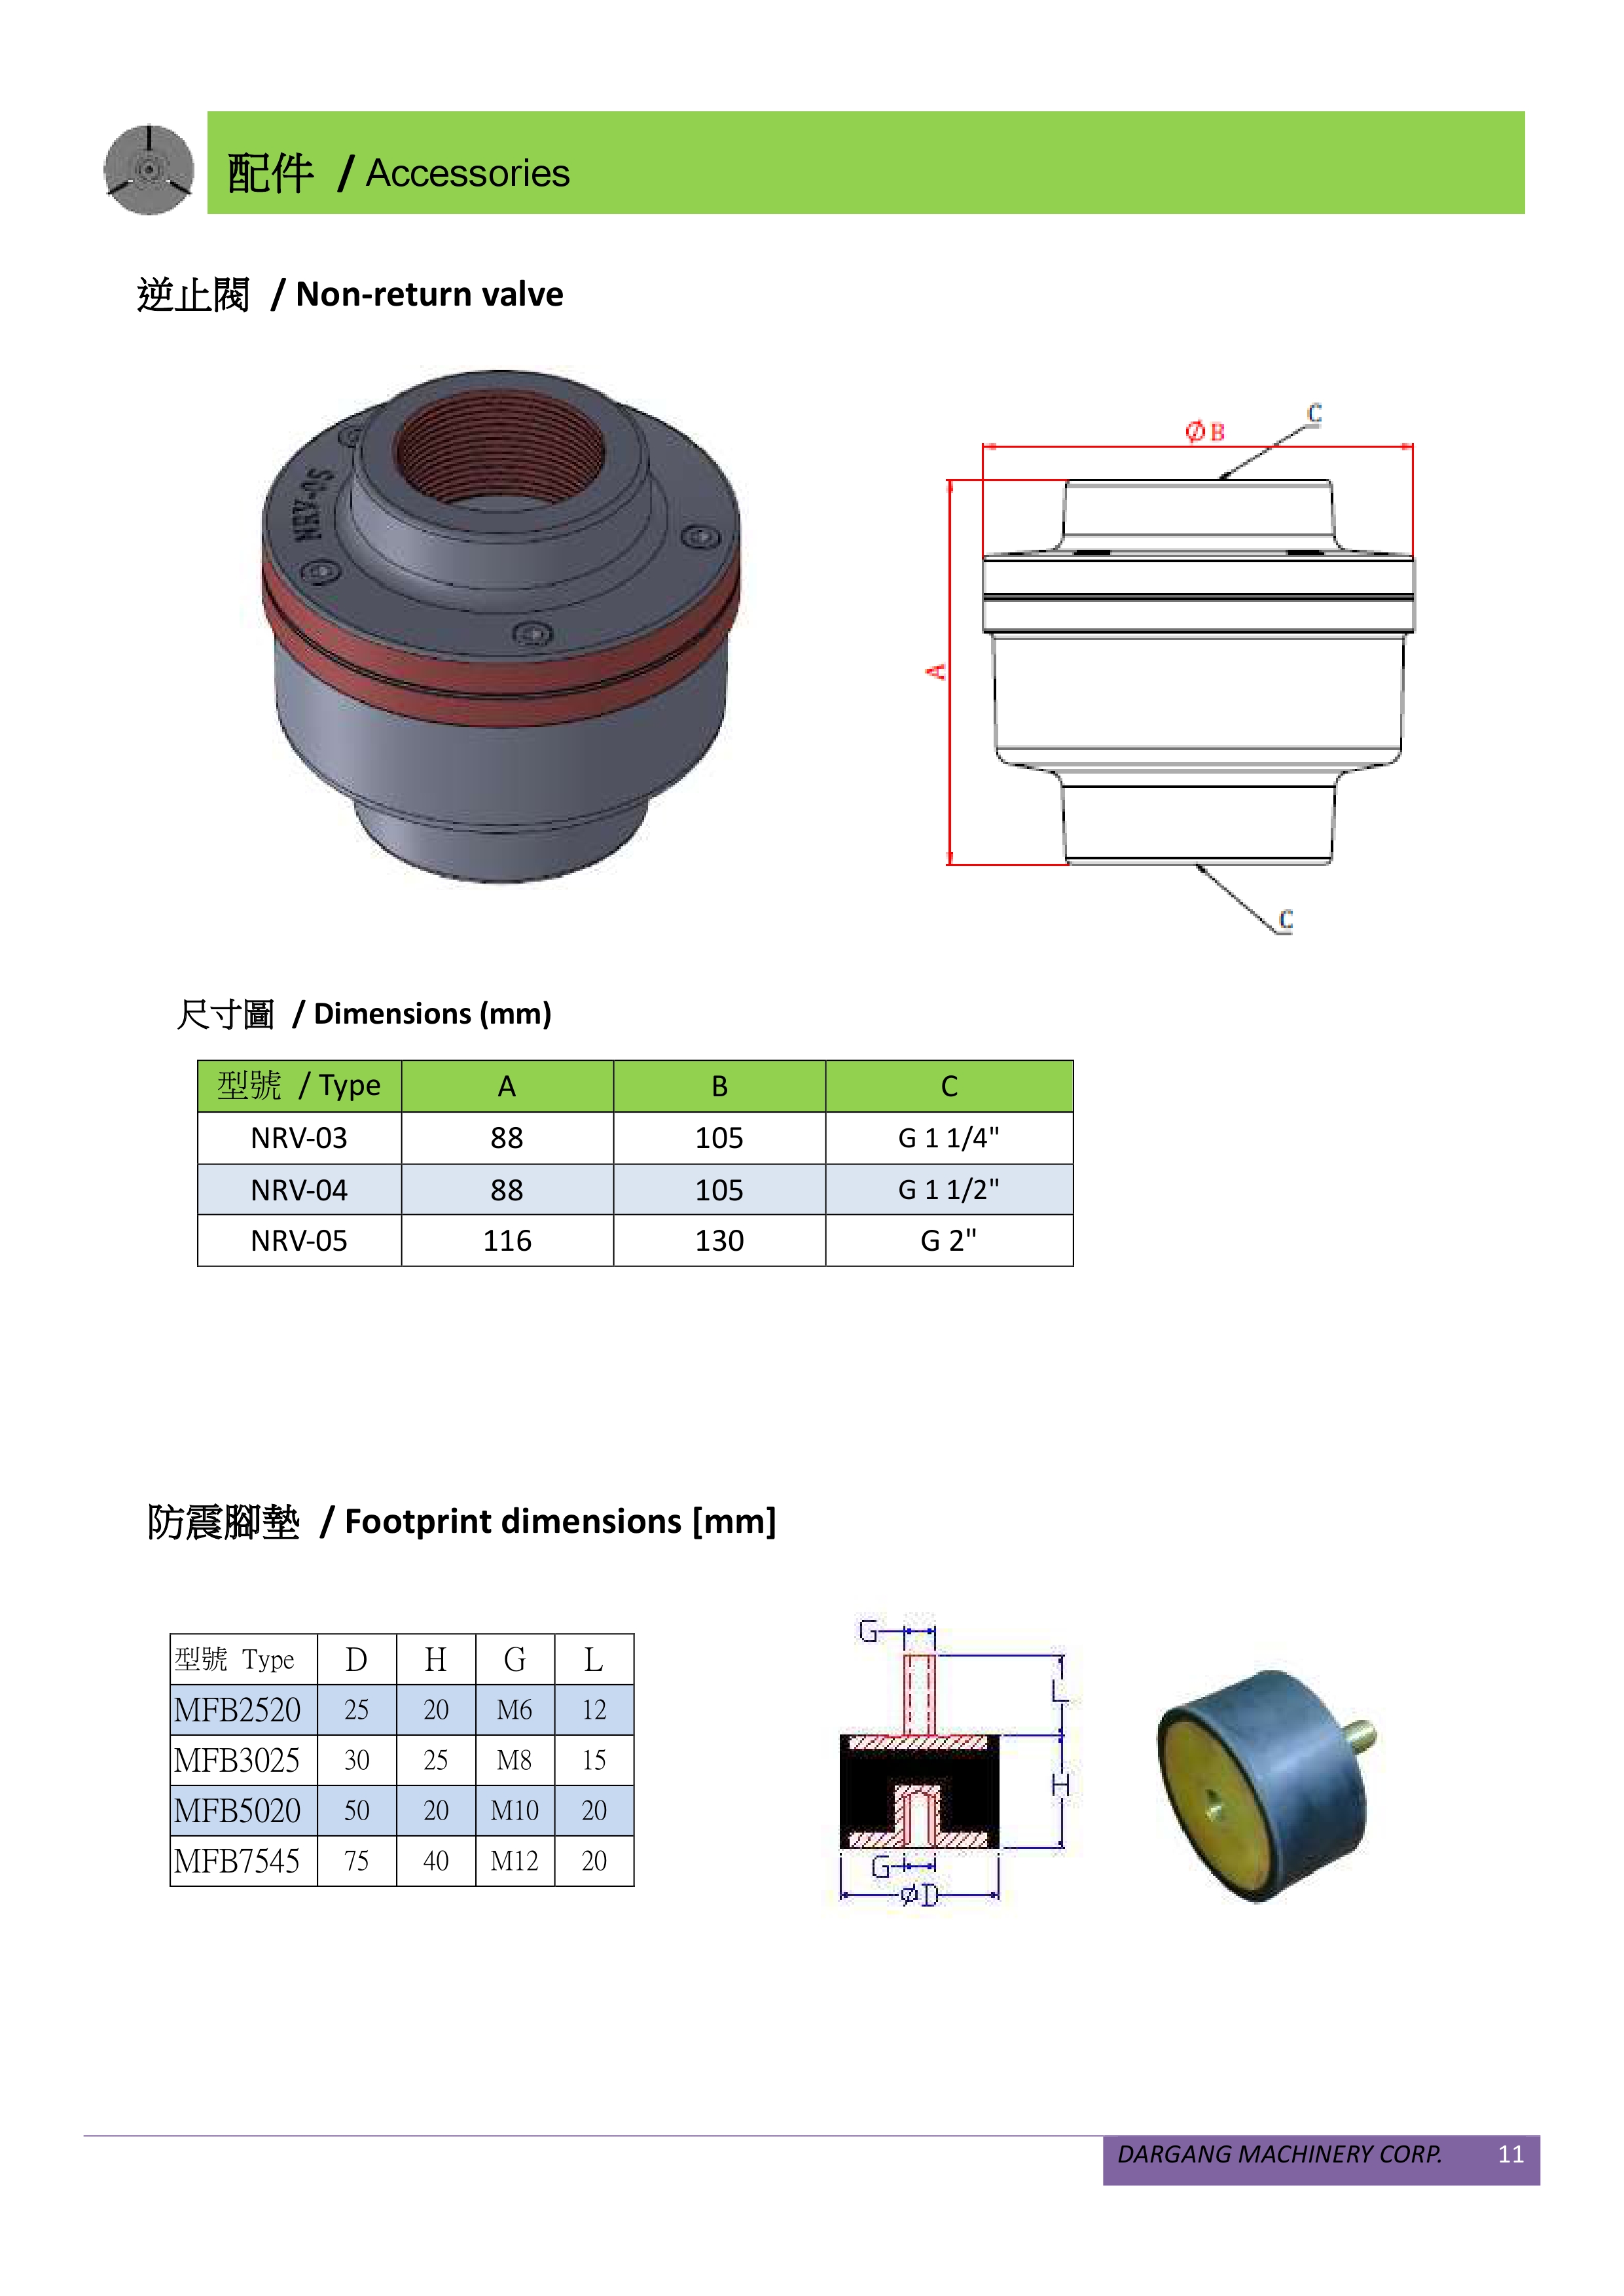 配件 / Accessories
逆止閥 / Non-return valve
NRV-05
ØB
C
A
C
尺寸圖 / Dimensions (mm)
型號 / Type A B C
NRV-03 88 105 G 1 1/4"
NRV-04 88 105 G 1 1/2"
NRV-05 116 130 G 2"
防震腳墊 / Footprint dimensions [mm]
型號 Type D H G L
MFB2520 25 20 M6 12
MFB3025 30 25 M8 15
MFB5020 50 20 M10 20
MFB7545 75 40 M12 20
G
L
H
G
øD
DARGANG MACHINERY CORP. 11